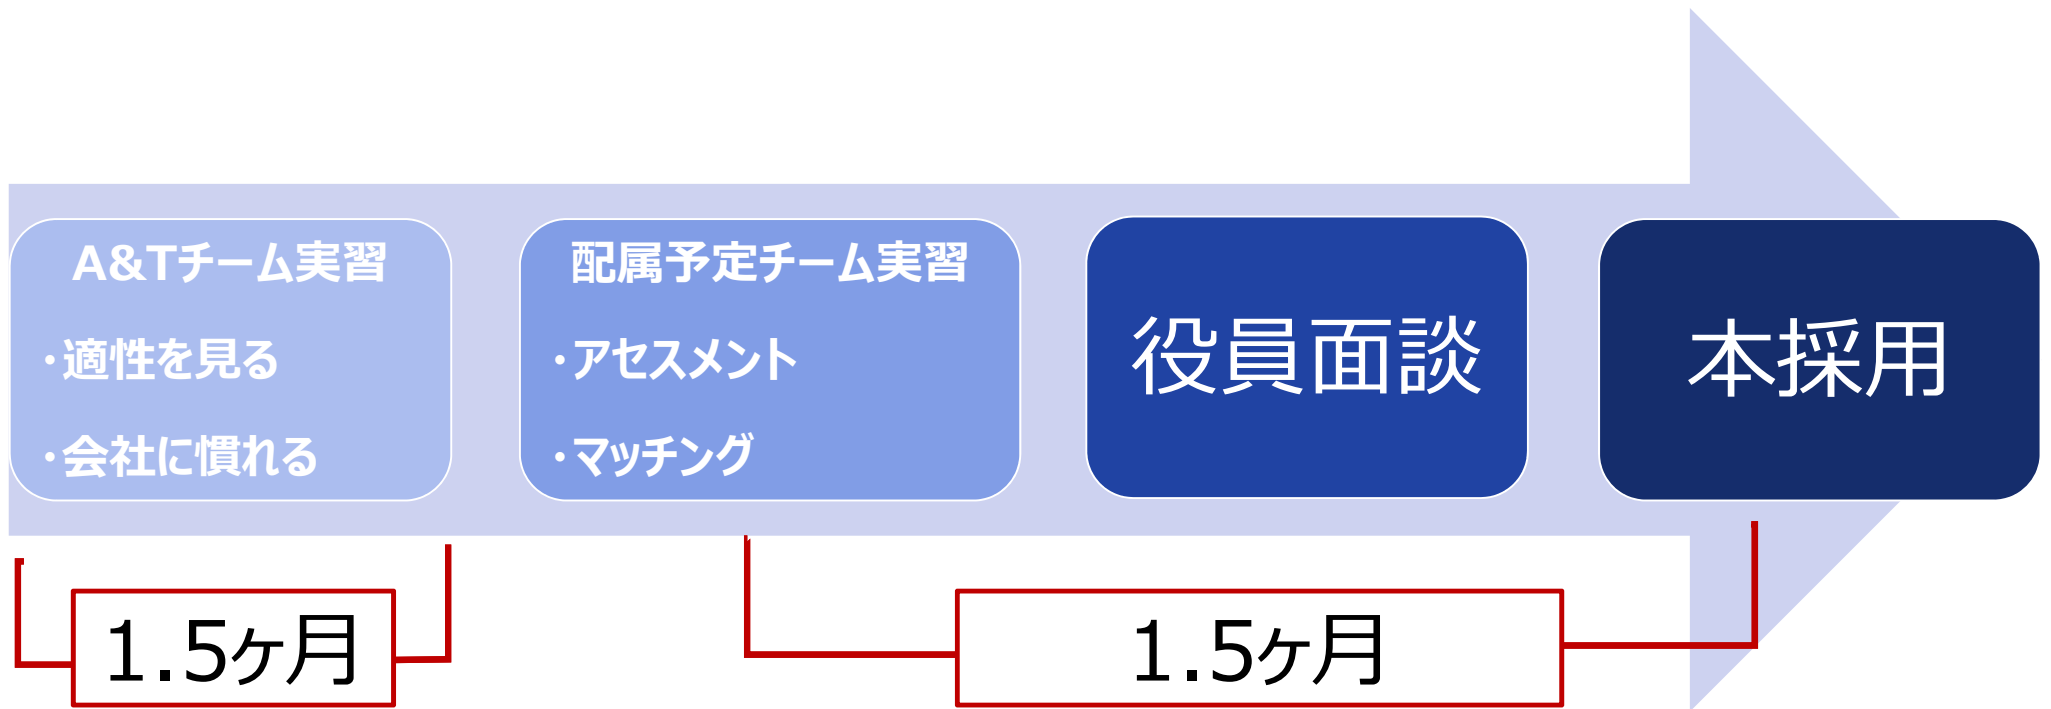 A&Tチーム実習
・適性を見る
・会社に慣れる
配属予定チーム実習
・アセスメント
・マッチング
役員面談
本採用
1.5ヶ月
1.5ヶ月